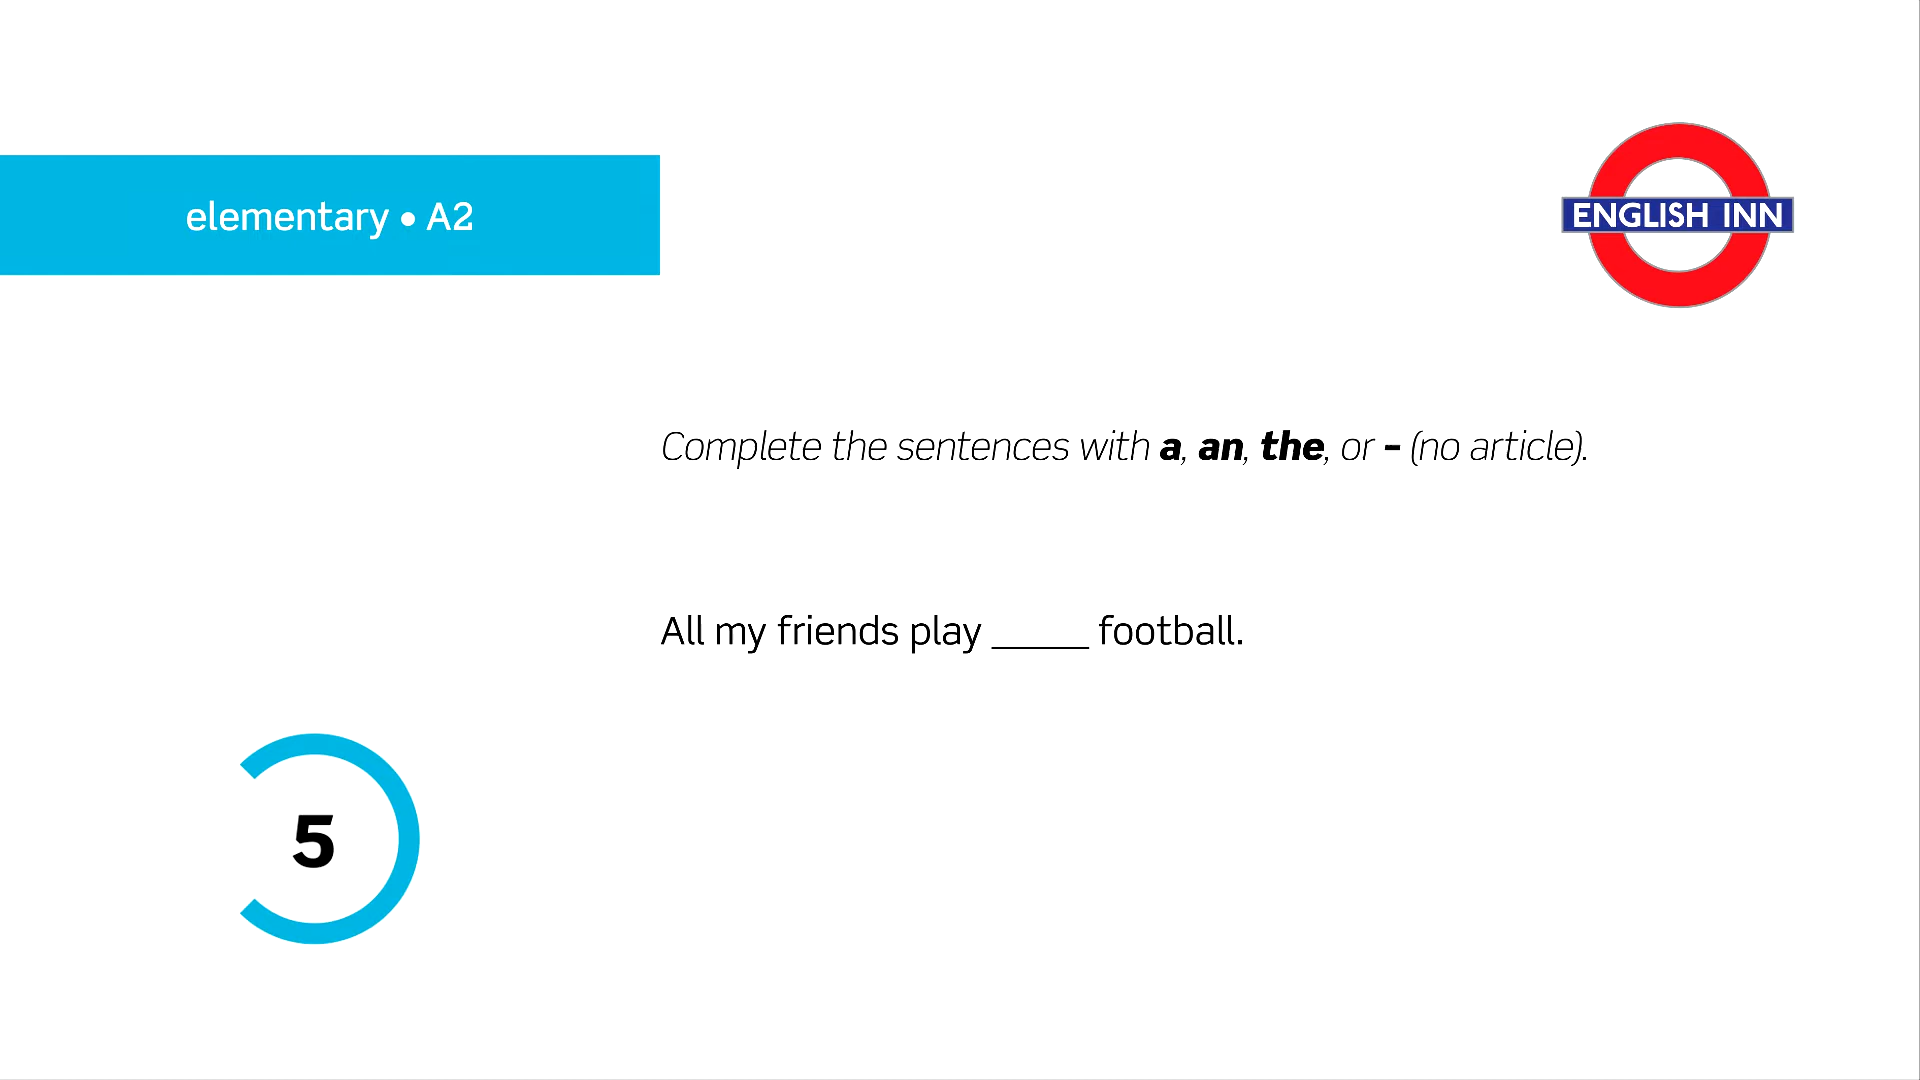 elementary • A2
ENGLISH INN
Complete the sentences with a, an, the, or - (no article).
All my friends play _____ football.
5